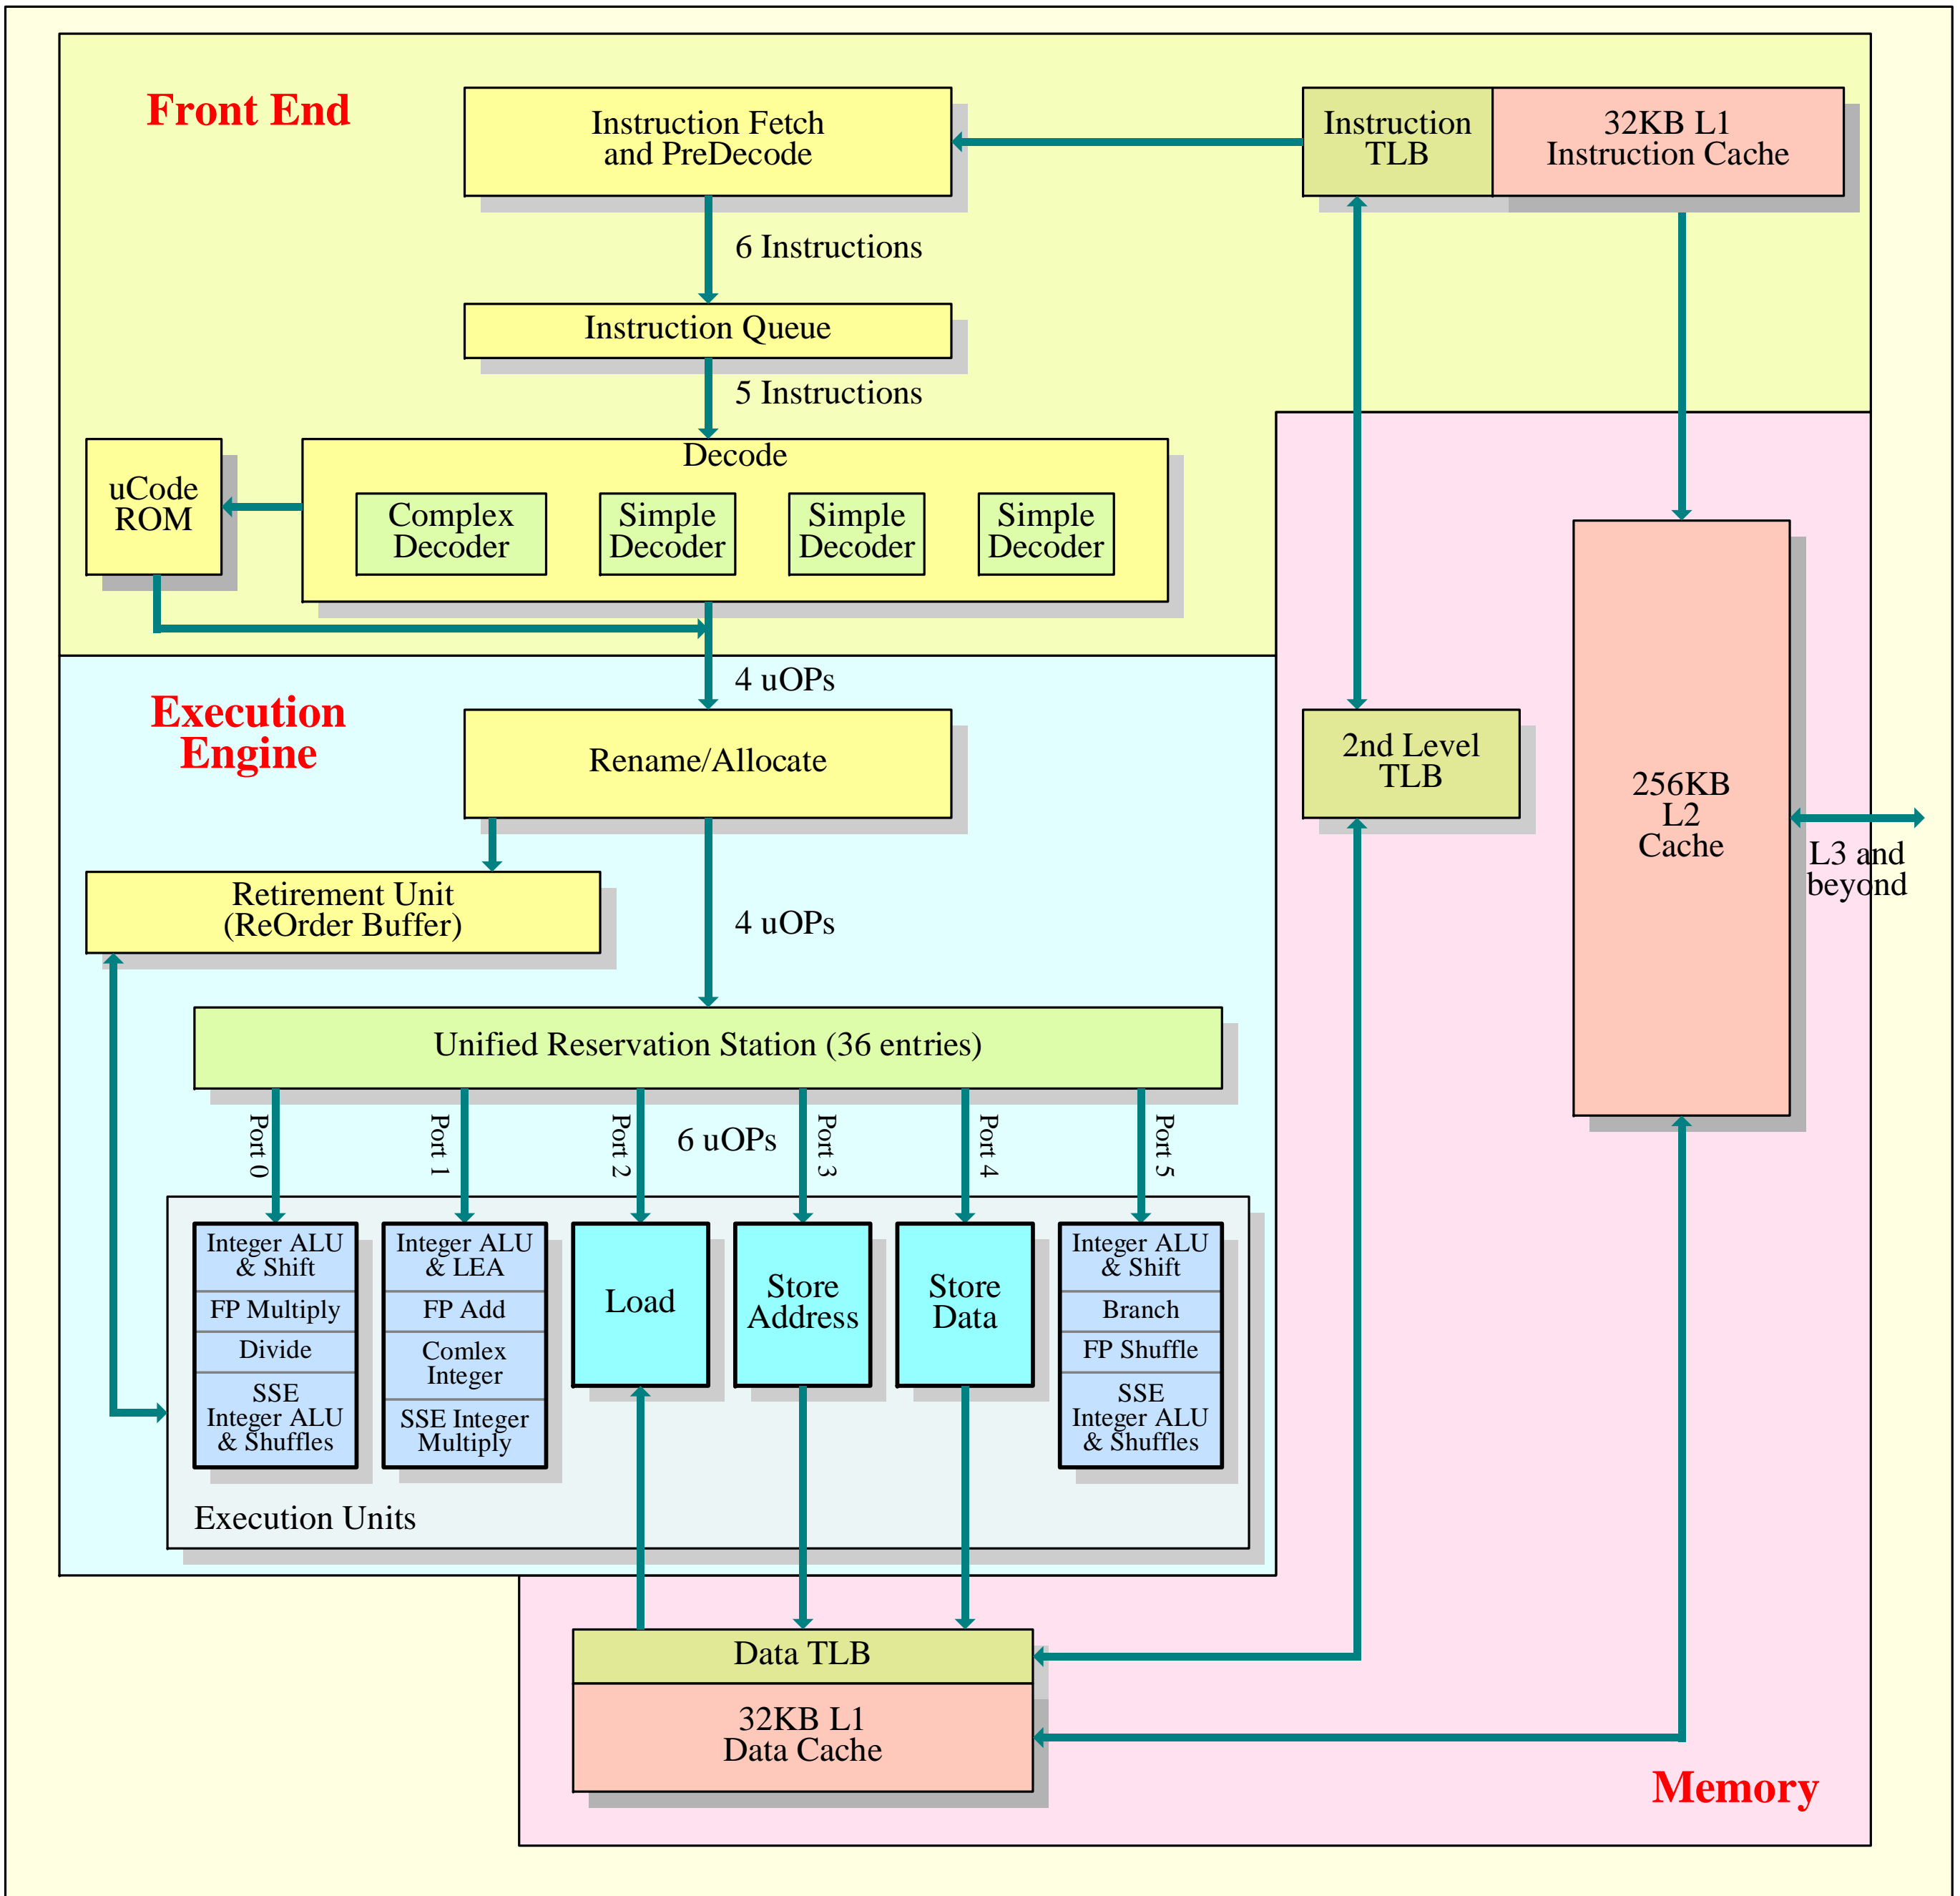 Front End
Instruction Fetch
and PreDecode
Instruction
TLB
32KB L1
Instruction Cache
6 Instructions
Instruction Queue
5 Instructions
uCode
ROM
Decode
Complex
Decoder
Simple
Decoder
Simple
Decoder
Simple
Decoder
4 uOPs
Execution
Engine
Rename/Allocate
2nd Level
TLB
256KB
L2
Cache
L3 and
beyond
Retirement Unit
(ReOrder Buffer)
4 uOPs
Unified Reservation Station (36 entries)
Port 0
Port 1
Port 2
6 uOPs
Port 3
Port 4
Port 5
Integer ALU
& Shift
FP Multiply
Divide
SSE
Integer ALU
& Shuffles
Integer ALU
& LEA
FP Add
Comlex
Integer
SSE Integer
Multiply
Load
Store
Address
Store
Data
Integer ALU
& Shift
Branch
FP Shuffle
SSE
Integer ALU
& Shuffles
Execution Units
Data TLB
32KB L1
Data Cache
Memory